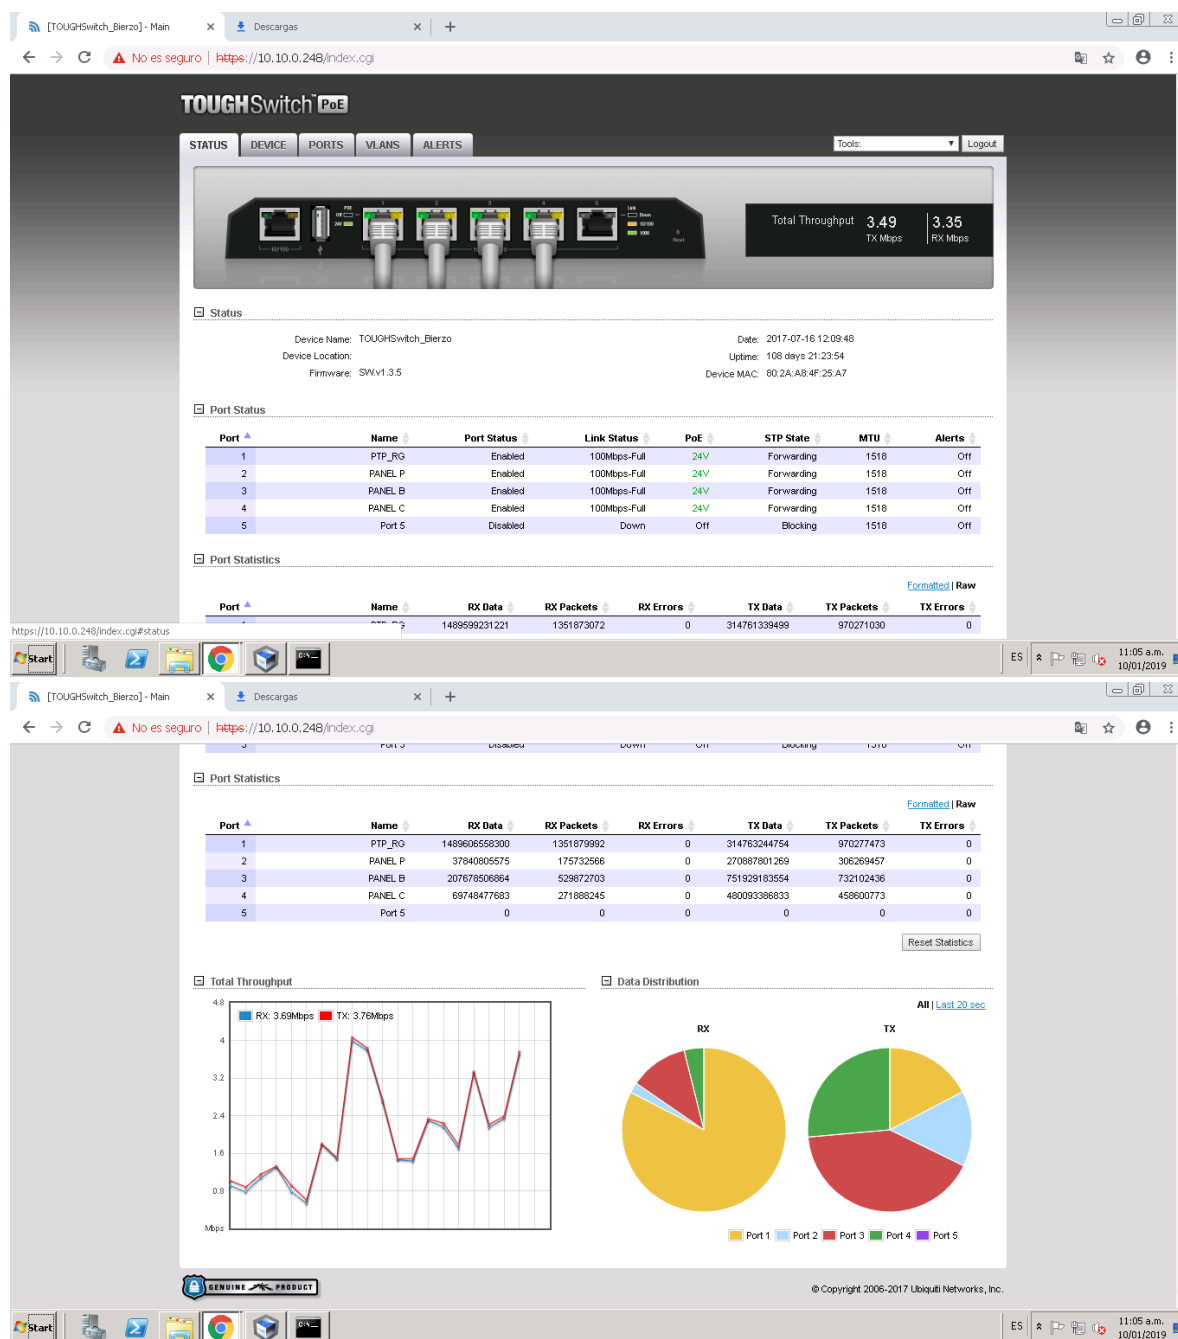 [TOUGHSwitch_Bierzo] - Main Descargas
No es seguro | https://10.10.0.248/index.cgi
TOUGHSwitch™ PoE
STATUS DEVICE PORTS VLANS ALERTS Tools: Logout
Total Throughput 3.49 TX Mbps 3.35 RX Mbps
Status
Device Name: TOUGHSwitch_Bierzo Date: 2017-07-16 12:09:48
Device Location: Uptime: 108 days 21:23:54
Firmware: SW.v1.3.5 Device MAC: 80:2A:A8:4F:25:A7
Port Status
Port Name Port Status Link Status PoE STP State MTU Alerts
1 PTP_RG Enabled 100Mbps-Full 24V Forwarding 1518 Off
2 PANEL P Enabled 100Mbps-Full 24V Forwarding 1518 Off
3 PANEL B Enabled 100Mbps-Full 24V Forwarding 1518 Off
4 PANEL C Enabled 100Mbps-Full 24V Forwarding 1518 Off
5 Port 5 Disabled Down Off Blocking 1518 Off
Port Statistics
Formatted | Raw
Port Name RX Data RX Packets RX Errors TX Data TX Packets TX Errors
1 PTP_RG 1489599231221 1351873072 0 314761339499 970271030 0
https://10.10.0.248/index.cgi#status
Start ES 11:05 a.m.
10/01/2019
[TOUGHSwitch_Bierzo] - Main Descargas
No es seguro | https://10.10.0.248/index.cgi
5 Port 5 Disabled Down Off Blocking 1518 Off
Port Statistics
Formatted | Raw
Port Name RX Data RX Packets RX Errors TX Data TX Packets TX Errors
1 PTP_RG 1489606558300 1351879992 0 314763244754 970277473 0
2 PANEL P 37840805575 175732566 0 270887801269 306269457 0
3 PANEL B 207678506864 529872703 0 751929183554 732102436 0
4 PANEL C 69748477683 271888245 0 480093386833 458600773 0
5 Port 5 0 0 0 0 0 0
Reset Statistics
Total Throughput Data Distribution
All | Last 20 sec
4.8
RX: 3.69Mbps TX: 3.76Mbps
RX TX
4
3.2
2.4
1.6
0.8
Mbps
Port 1 Port 2 Port 3 Port 4 Port 5
GENUINE PRODUCT
© Copyright 2006-2017 Ubiquiti Networks, Inc.
Start ES 11:05 a.m.
10/01/2019